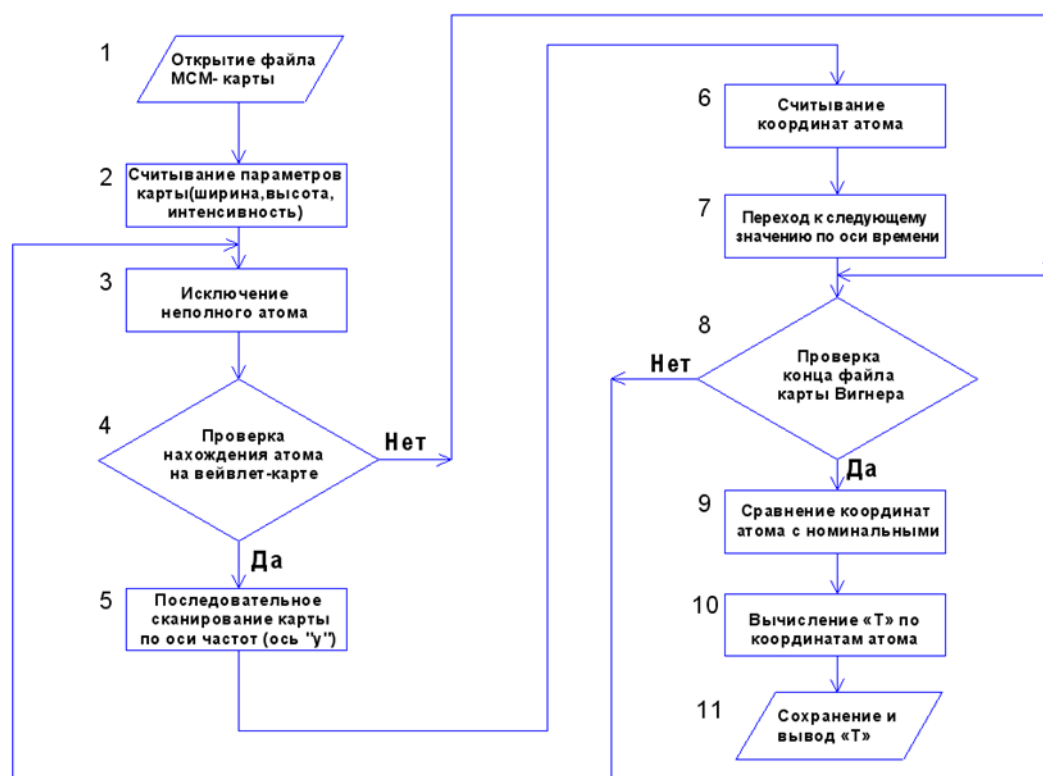 1
Открытие файла
МСМ- карты
2
Считывание параметров
карты(ширина,высота,
интенсивность)
3
Исключение
неполного атома
4
Проверка
нахождения атома
на вейвлет-карте
Нет
Да
5
Последовательное
сканирование карты
по оси частот (ось "у")
6
Считывание
координат атома
7
Переход к следующему
значению по оси времени
8
Проверка
конца файла
карты Вигнера
Нет
Да
9
Сравнение координат
атома с номинальными
10
Вычисление «Т» по
координатам атома
11
Сохранение и
вывод «Т»